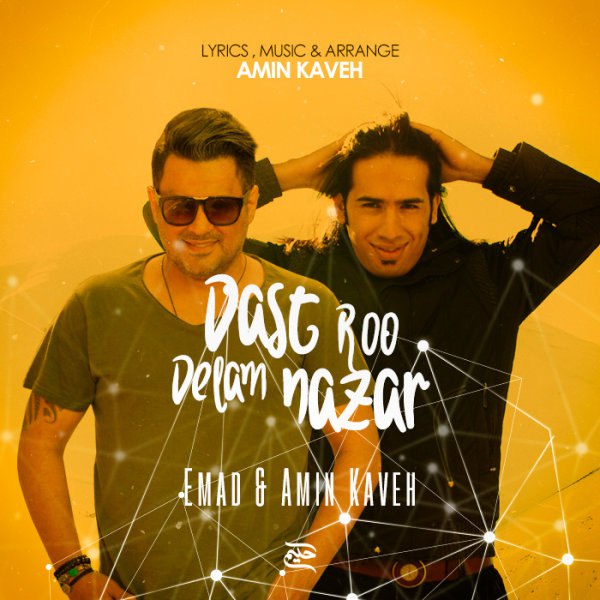 LYRICS , MUSIC & ARRANGE
AMIN KAVEH
Dast Roo
Delam nazar
EMAD & AMIN KAVEH